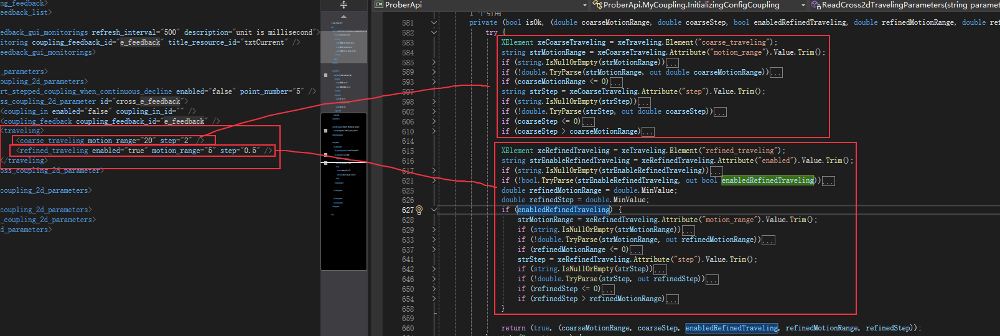 ng_feedback>
eedback_list>
edback_gui_monitorings refresh_interval="500" description="unit is millisecond">
itoring coupling_feedback_id="e_feedback" title_resource_id="txtCurrent" />
eedback_gui_monitorings>
_parameters>
oupling_2d_parameters>
rt_stepped_coupling_when_continuous_decline enabled="false" point_number="5" />
ss_coupling_2d_parameter id="cross_e_feedback">
<coupling_in enabled="false" coupling_in_id="" />
<coupling_feedback coupling_feedback_id="e_feedback" />
<traveling>
<coarse_traveling motion_range="20" step="2" />
<refined_traveling enabled="true" motion_range="5" step="0.5" />
</traveling>
oss_coupling_2d_parameter>
coupling_2d_parameters>
coupling_2d_parameters>
_coupling_2d_parameters>
d_parameters>
C# ProberApi
ProberApi.MyCoupling.InitializingConfigCoupling
ReadCross2dTravelingParameters(string paramet
1 个引用
581 private (bool isOk, (double coarseMotionRange, double coarseStep, bool enabledRefinedTraveling, double refinedMotionRange, double ref
582 try {
583 XElement xeCoarseTraveling = xeTraveling.Element("coarse_traveling");
584 string strMotionRange = xeCoarseTraveling.Attribute("motion_range").Value.Trim();
585 if (string.IsNullOrEmpty(strMotionRange))...
589 if (!double.TryParse(strMotionRange, out double coarseMotionRange))...
593 if (coarseMotionRange <= 0)...
597 string strStep = xeCoarseTraveling.Attribute("step").Value.Trim();
598 if (string.IsNullOrEmpty(strStep))...
602 if (!double.TryParse(strStep, out double coarseStep))...
606 if (coarseStep <= 0)...
610 if (coarseStep > coarseMotionRange)...
614
615 XElement xeRefinedTraveling = xeTraveling.Element("refined_traveling");
616 string strEnableRefinedTraveling = xeRefinedTraveling.Attribute("enabled").Value.Trim();
617 if (string.IsNullOrEmpty(strEnableRefinedTraveling))...
621 if (!bool.TryParse(strEnableRefinedTraveling, out bool enabledRefinedTraveling))...
625 double refinedMotionRange = double.MinValue;
626 double refinedStep = double.MinValue;
627 if (enabledRefinedTraveling) {
628 strMotionRange = xeRefinedTraveling.Attribute("motion_range").Value.Trim();
629 if (string.IsNullOrEmpty(strMotionRange))...
633 if (!double.TryParse(strMotionRange, out refinedMotionRange))...
637 if (refinedMotionRange <= 0)...
641 strStep = xeRefinedTraveling.Attribute("step").Value.Trim();
642 if (string.IsNullOrEmpty(strStep))...
646 if (!double.TryParse(strStep, out refinedStep))...
650 if (refinedStep <= 0)...
654 if (refinedStep > refinedMotionRange)...
658 }
659
660 return (true, (coarseMotionRange, coarseStep, enabledRefinedTraveling, refinedMotionRange, refinedStep));